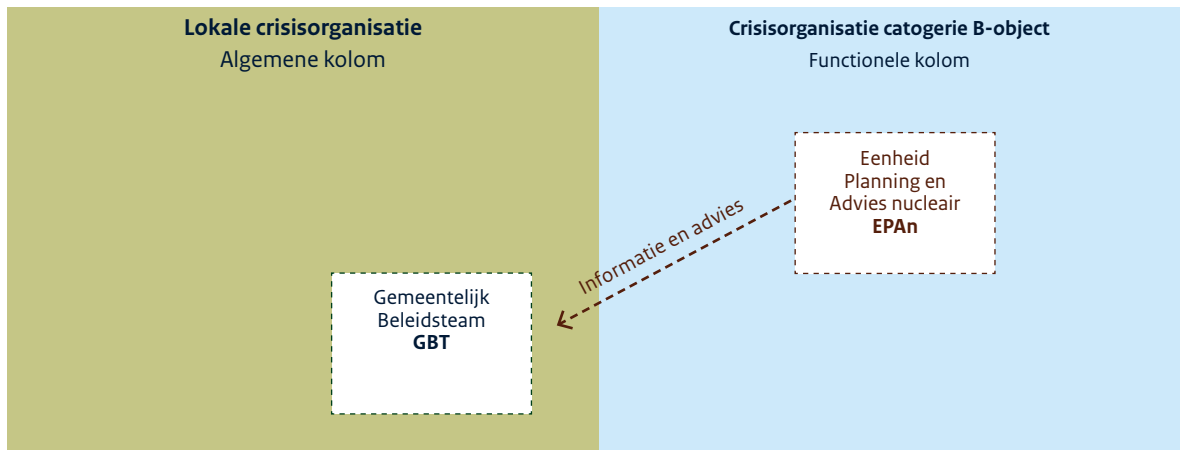 Lokale crisisorganisatie
Algemene kolom
Crisisorganisatie catogerie B-object
Functionele kolom
Eenheid
Planning en
Advies nucleair
EPAn
Informatie en advies
Gemeentelijk
Beleidsteam
GBT